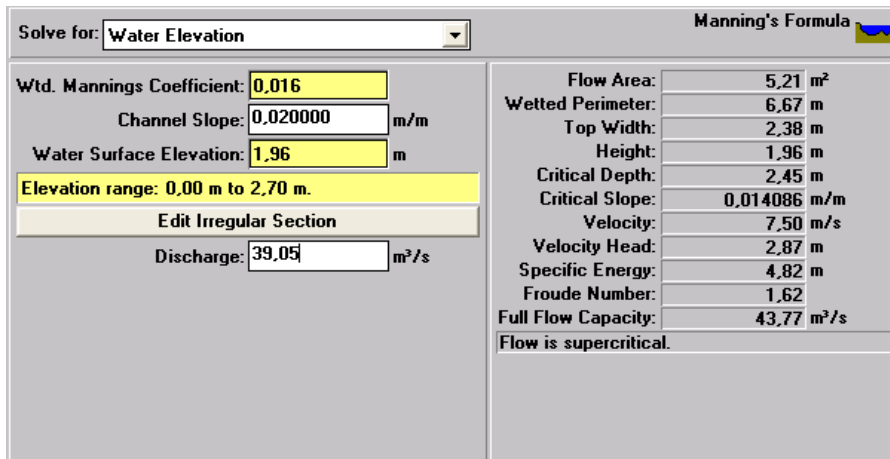 Solve for: Water Elevation
Manning's Formula
Wtd. Mannings Coefficient: 0,016
Channel Slope: 0,020000 m/m
Water Surface Elevation: 1,96 m
Elevation range: 0,00 m to 2,70 m.
Edit Irregular Section
Discharge: 39,05 m³/s
Flow Area: 5,21 m²
Wetted Perimeter: 6,67 m
Top Width: 2,38 m
Height: 1,96 m
Critical Depth: 2,45 m
Critical Slope: 0,014086 m/m
Velocity: 7,50 m/s
Velocity Head: 2,87 m
Specific Energy: 4,82 m
Froude Number: 1,62
Full Flow Capacity: 43,77 m³/s
Flow is supercritical.